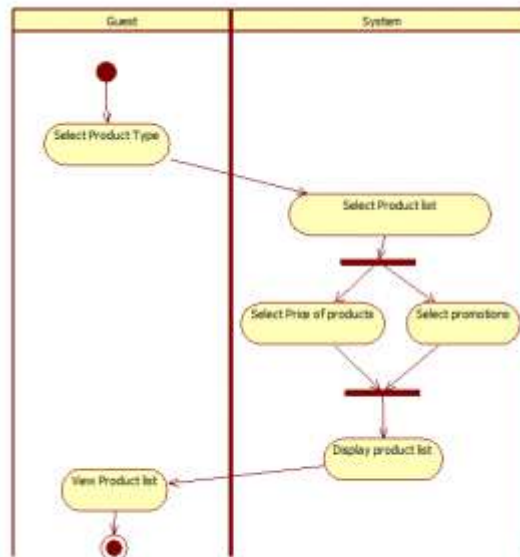 Guest
System
Select Product Type
Select Product list
Select Price of products
Select promotions
Display product list
View Product list